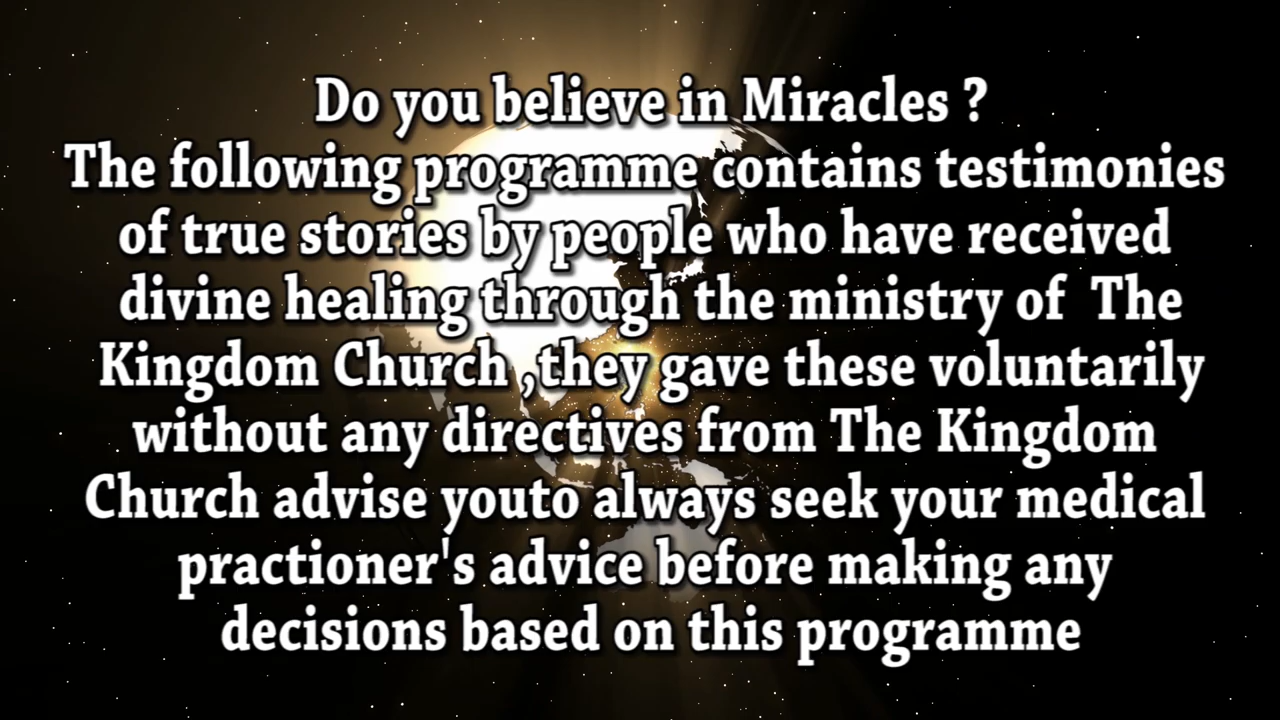 Do you believe in Miracles ?
The following programme contains testimonies
of true stories by people who have received
divine healing through the ministry of  The
Kingdom Church ,they gave these voluntarily
without any directives from The Kingdom
Church advise youto always seek your medical
practioner's advice before making any
decisions based on this programme